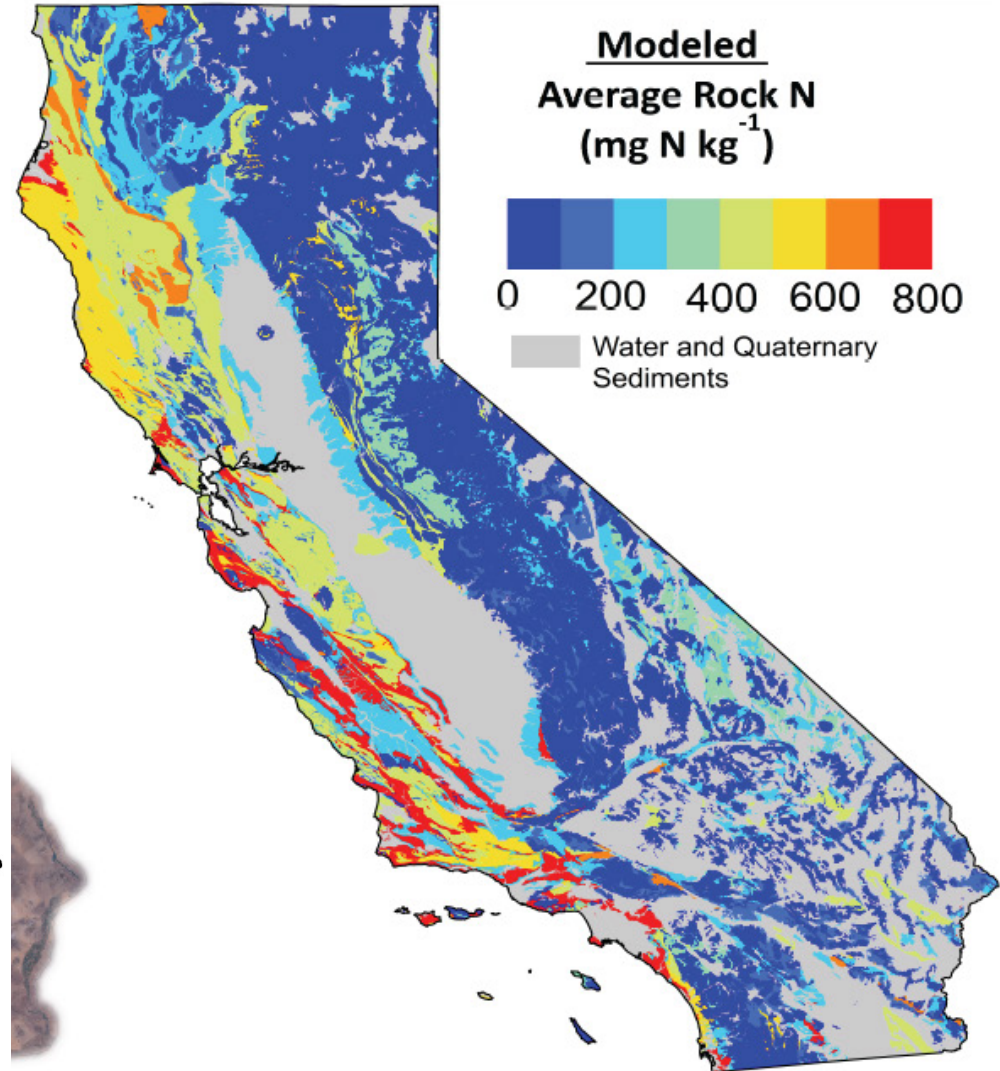 Modeled
Average Rock N
(mg N kg⁻¹)
0 200 400 600 800
Water and Quaternary
Sediments